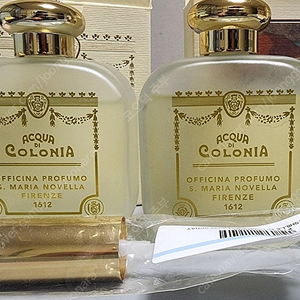 ACQUA
DI
COLONIA
OFFICINA PROFUMO
S. MARIA NOVELLA
FIRENZE
1612
ACQUA
DI
COLONIA
OFFICINA PROFUMO
S. MARIA NOVELLA
FIRENZE
1612